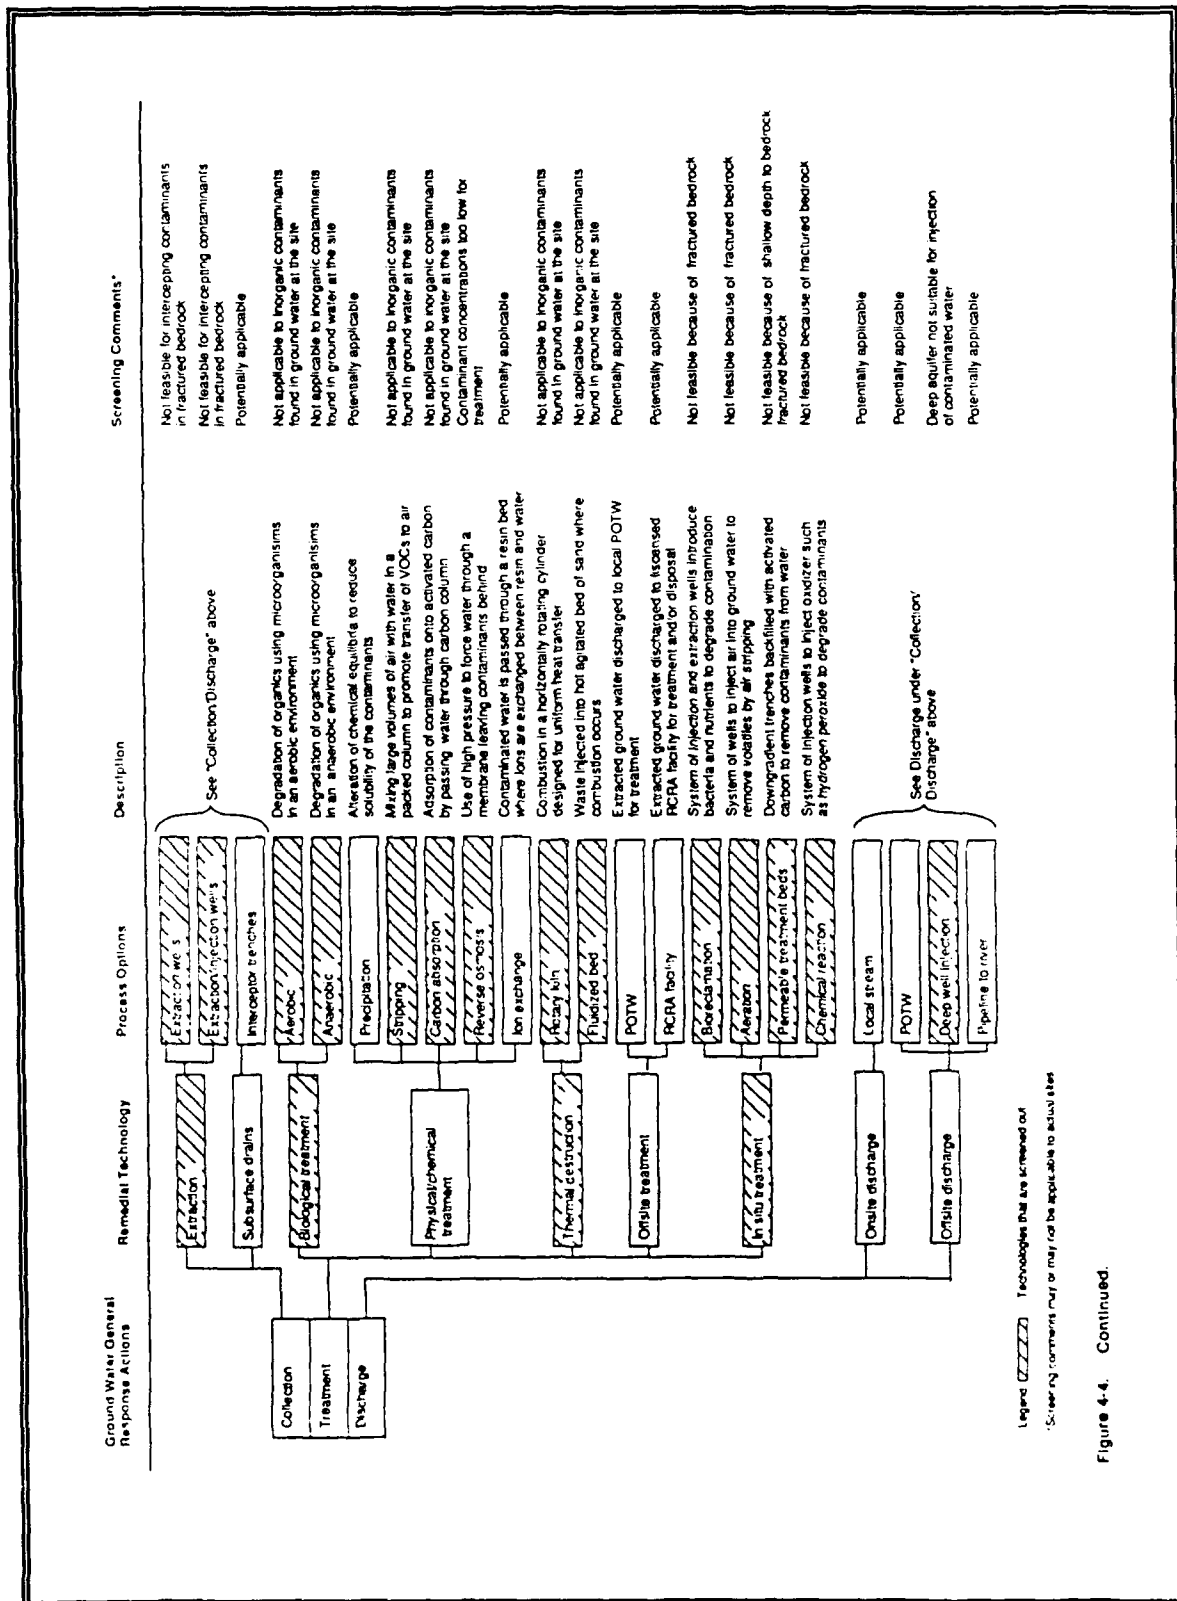 Ground Water General
Response Actions
Remedial Technology
Process Options
Description
Screening Comments*
Collection
Treatment
Discharge
Extraction
Extraction wells
Extraction/injection wells
See "Collection/Discharge" above
Not feasible for intercepting contaminants
in fractured bedrock
Not feasible for intercepting contaminants
in fractured bedrock
Subsurface drains
Interceptor trenches
Potentially applicable
Biological treatment
Aerobic
Degradation of organics using microorganisims
in an aerobic environment
Not applicable to inorganic contaminants
found in ground water at the site
Anaerobic
Degradation of organics using microorganisims
in an anaerobic environment
Not applicable to inorganic contaminants
found in ground water at the site
Physical/chemical
treatment
Precipitation
Alteration of chemical equilibria to reduce
solubility of the contaminants
Potentially applicable
Stripping
Mixing large volumes of air with water in a
packed column to promote transfer of VOCs to air
Not applicable to inorganic contaminants
found in ground water at the site
Carbon absorption
Adsorption of contaminants onto activated carbon
by passing water through carbon column
Not applicable to inorganic contaminants
found in ground water at the site
Reverse osmosis
Use of high pressure to force water through a
membrane leaving contaminants behind
Contaminant concentrations too low for
treatment
Ion exchange
Contaminated water is passed through a resin bed
where ions are exchanged between resin and water
Potentially applicable
Thermal destruction
Rotary kiln
Combustion in a horizontally rotating cylinder
designed for uniform heat transfer
Not applicable to inorganic contaminants
found in ground water at the site
Fluidized bed
Waste injected into hot agitated bed of sand where
combustion occurs
Not applicable to inorganic contaminants
found in ground water at the site
Offsite treatment
POTW
Extracted ground water discharged to local POTW
for treatment
Potentially applicable
RCRA facility
Extracted ground water discharged to liscensed
RCRA facility for treatment and/or disposal
Potentially applicable
In situ treatment
Bioreclamation
System of injection and extraction wells introduce
bacteria and nutrients to degrade contamination
Not feasible because of fractured bedrock
Aeration
System of wells to inject air into ground water to
remove volatiles by air stripping
Not feasible because of fractured bedrock
Permeable treatment beds
Downgradient trenches backfilled with activated
carbon to remove contaminants from water
Not feasible because of shallow depth to bedrock
fractured bedrock
Chemical reaction
System of injection wells to inject oxidizer such
as hydrogen peroxide to degrade contaminants
Not feasible because of fractured bedrock
Onsite discharge
Local stream
See Discharge under "Collection/
Discharge" above
Potentially applicable
Offsite discharge
POTW
Potentially applicable
Deep well injection
Deep aquifer not suitable for injection
of contaminated water
Pipeline to river
Potentially applicable
Legend
Technologies that are screened out
*Screening comments may or may not be applicable to actual sites
Figure 4-4. Continued.